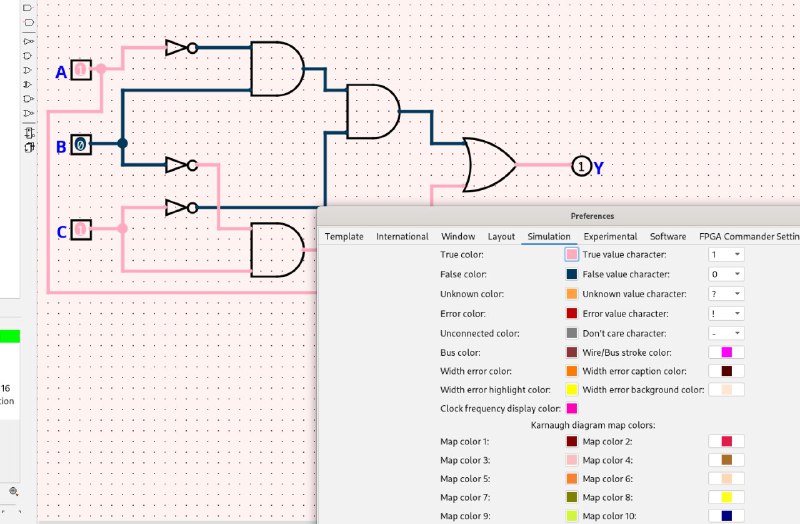 A 1
B 0
C 1
1 Y
16
tion
Preferences
Template International Window Layout Simulation Experimental Software FPGA Commander Settin
True color: True value character: 1
False color: False value character: 0
Unknown color: Unknown value character: ?
Error color: Error value character: !
Unconnected color: Don't care character: -
Bus color: Wire/Bus stroke color:
Width error color: Width error caption color:
Width error highlight color: Width error background color:
Clock frequency display color:
Karnaugh diagram map colors:
Map color 1: Map color 2:
Map color 3: Map color 4:
Map color 5: Map color 6:
Map color 7: Map color 8:
Map color 9: Map color 10: